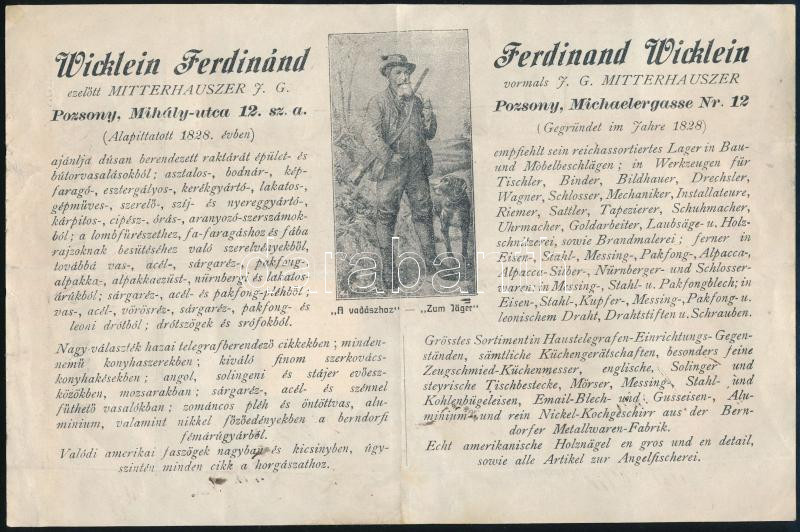 Wicklein Ferdinánd
ezelőtt MITTERHAUSZER J. G.
Pozsony, Mihály-utca 12. sz. a.
(Alapittatott 1828. évben)
ajánlja dúsan berendezett raktárát épület- és
bútorvasalásokból; asztalos-, bodnár-, kép-
faragó-, esztergályos-, kerékgyártó-, lakatos-,
gépműves-, szerelő-, szíj- és nyereggyártó-,
kárpitos-, cipész-, órás-, aranyozó-szerszámok-
ból; a lombfürészethez, fa-faragáshoz és fába
rajzoknak besütéséhez való szerelvényekből,
továbbá vas-, acél-, sárgaréz-, pakfong-,
alpakka-, alpakkaezüst-, nürnbergi és lakatos-
árúkból; sárgaréz-, acél- és pakfong-pléhből;
vas-, acél-, vörösréz-, sárgaréz-, pakfong- és
leoni drótból; drótszögek és srófokból.
Nagy választék hazai telegrafberendező cikkekben; minden-
nemű konyhaszerekben; kiváló finom szerkovács-
konyhakésekben; angol, solingeni és stájer evőesz-
közökben, mozsarakban; sárgaréz-, acél- és szénnel
fűthető vasalókban; zománcos pléh és öntöttvas, alu-
minium, valamint nikkel főzőedényekben a berndorfi
fémárúgyárból.
Valódi amerikai faszögek nagyban és kicsinyben, úgy-
szintén minden cikk a horgászathoz.
„A vadászhoz“ — „Zum Jäger“
Ferdinand Wicklein
vormals J. G. MITTERHAUSZER
Pozsony, Michaelergasse Nr. 12
(Gegründet im Jahre 1828)
empfiehlt sein reichassortiertes Lager in Bau-
und Möbelbeschlägen; in Werkzeugen für
Tischler, Binder, Bildhauer, Drechsler,
Wagner, Schlosser, Mechaniker, Installateure,
Riemer, Sattler, Tapezierer, Schuhmacher,
Uhrmacher, Goldarbeiter, Laubsäge- u. Holz-
schnitzerei, sowie Brandmalerei; ferner in
Eisen-, Stahl-, Messing-, Pakfong-, Alpacca-,
Alpacca-Silber-, Nürnberger- und Schlosser-
waren; in Messing-, Stahl- u. Pakfongblech; in
Eisen-, Stahl-, Kupfer-, Messing-, Pakfong- u.
leonischem Draht, Drahtstiften u. Schrauben.
Grösstes Sortiment in Haustelegrafen-Einrichtungs-Gegen-
ständen, sämtliche Küchengerätschaften, besonders feine
Zeugschmied-Küchenmesser, englische, Solinger und
steyrische Tischbestecke, Mörser, Messing-, Stahl- und
Kohlenbügeleisen, Email-Blech- und Gusseisen-, Alu-
minium- und rein Nickel-Kochgeschirr aus der Bern-
dorfer Metallwaren-Fabrik.
Echt amerikanische Holznägel en gros und en detail,
sowie alle Artikel zur Angelfischerei.
darabanth